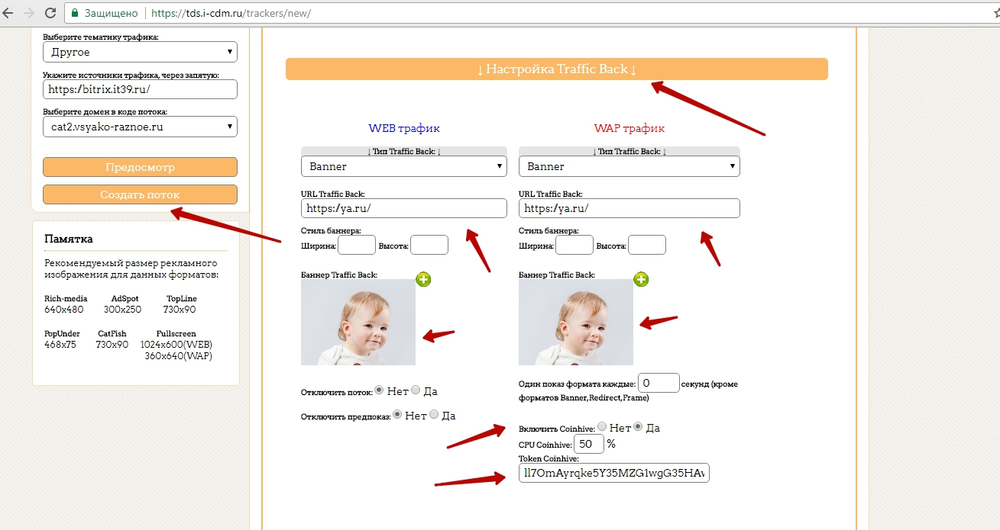 Защищено
https://tds.i-cdm.ru/trackers/new/
Выберите тематику трафика:
Другое
Укажите источники трафика, через запятую:
https://bitrix.it39.ru/
Выберите домен в коде потока:
cat2.vsyako-raznoe.ru
Предосмотр
Создать поток
Памятка
Рекомендуемый размер рекламного
изображения для данных форматов:
Rich-media AdSpot TopLine
640x480 300x250 730x90
PopUnder CatFish Fullscreen
468x75 730x90 1024x600(WEB)
360x640(WAP)
↓ Настройка Traffic Back ↓
WEB трафик
↓ Тип Traffic Back: ↓
Banner
URL Traffic Back:
https://ya.ru/
Стиль баннера:
Ширина: Высота:
Баннер Traffic Back:
Отключить поток: Нет Да
Отключить предпоказ: Нет Да
WAP трафик
↓ Тип Traffic Back: ↓
Banner
URL Traffic Back:
https://ya.ru/
Стиль баннера:
Ширина: Высота:
Баннер Traffic Back:
Один показ формата каждые: 0 секунд (кроме
форматов Banner,Redirect,Frame)
Включить Coinhive: Нет Да
CPU Coinhive: 50 %
Token Coinhive: